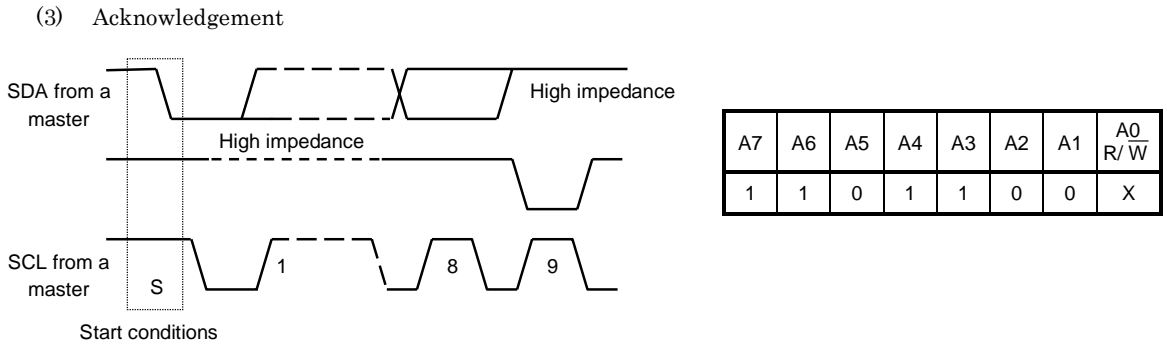 (3) Acknowledgement
SDA from a
master
High impedance
High impedance
SCL from a
master
S
1
8
9
Start conditions
A7 A6 A5 A4 A3 A2 A1 A0
R/ W
1 1 0 1 1 0 0 X